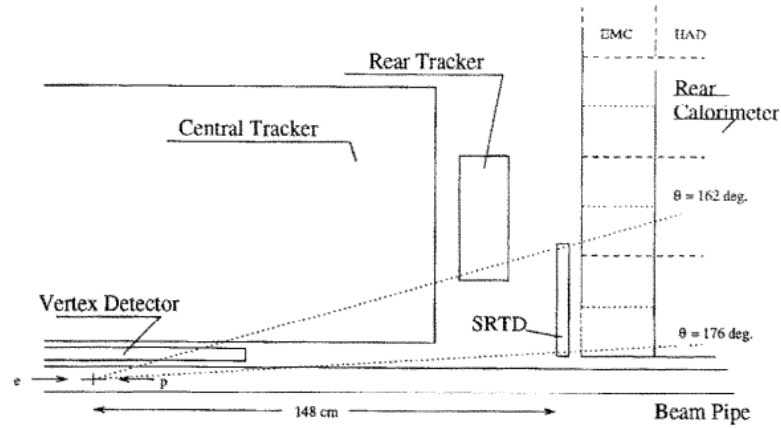 EMC HAD
Rear Tracker
Rear
Calorimeter
Central Tracker
θ = 162 deg.
Vertex Detector
SRTD
θ = 176 deg.
e p
148 cm
Beam Pipe